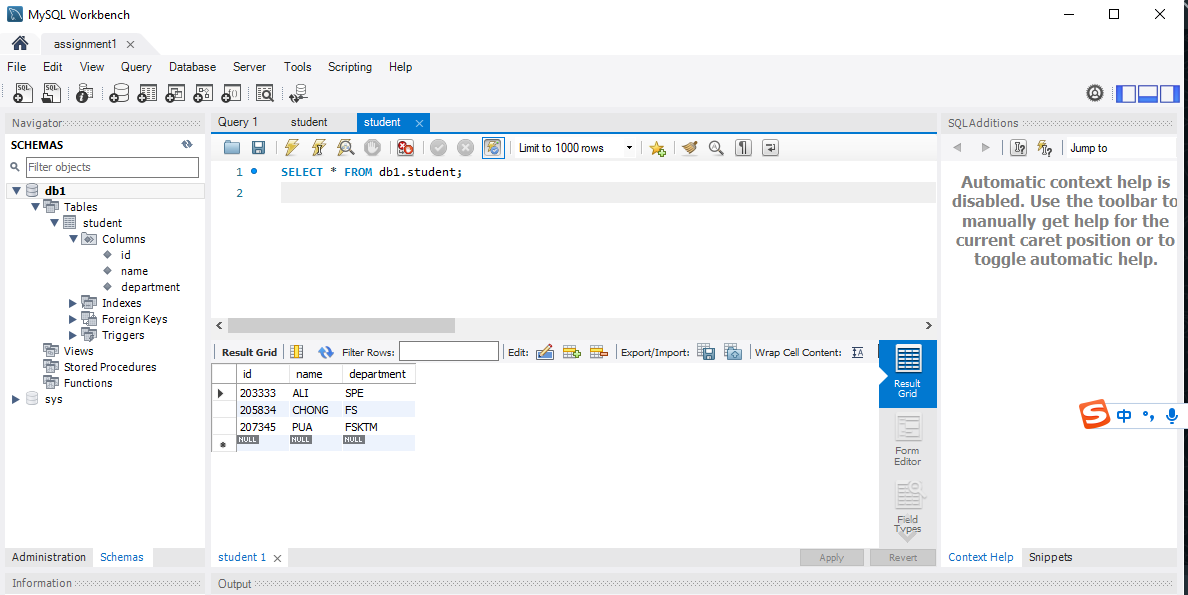 MySQL Workbench
assignment1
File Edit View Query Database Server Tools Scripting Help
Navigator
SCHEMAS
Filter objects
db1
Tables
student
Columns
id
name
department
Indexes
Foreign Keys
Triggers
Views
Stored Procedures
Functions
sys
Administration Schemas
Information
Query 1 student student
Limit to 1000 rows
1 SELECT * FROM db1.student;
2
Result Grid Filter Rows: Edit: Export/Import: Wrap Cell Content:
id name department
203333 ALI SPE
205834 CHONG FS
207345 PUA FSKTM
NULL NULL NULL
Result
Grid
Form
Editor
Field
Types
student 1
Apply Revert
Output
SQLAdditions
Jump to
Automatic context help is
disabled. Use the toolbar to
manually get help for the
current caret position or to
toggle automatic help.
S 中
Context Help Snippets